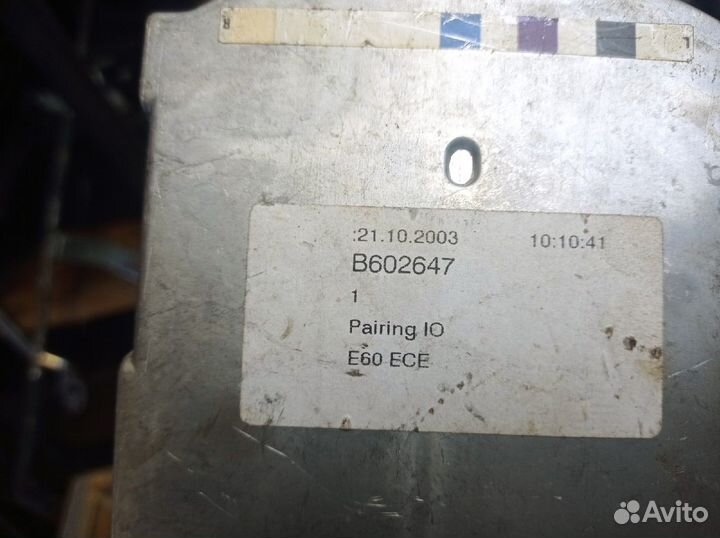 R L
:21.10.2003 10:10:41
B602647
1
Pairing IO
E60 ECE
Avito